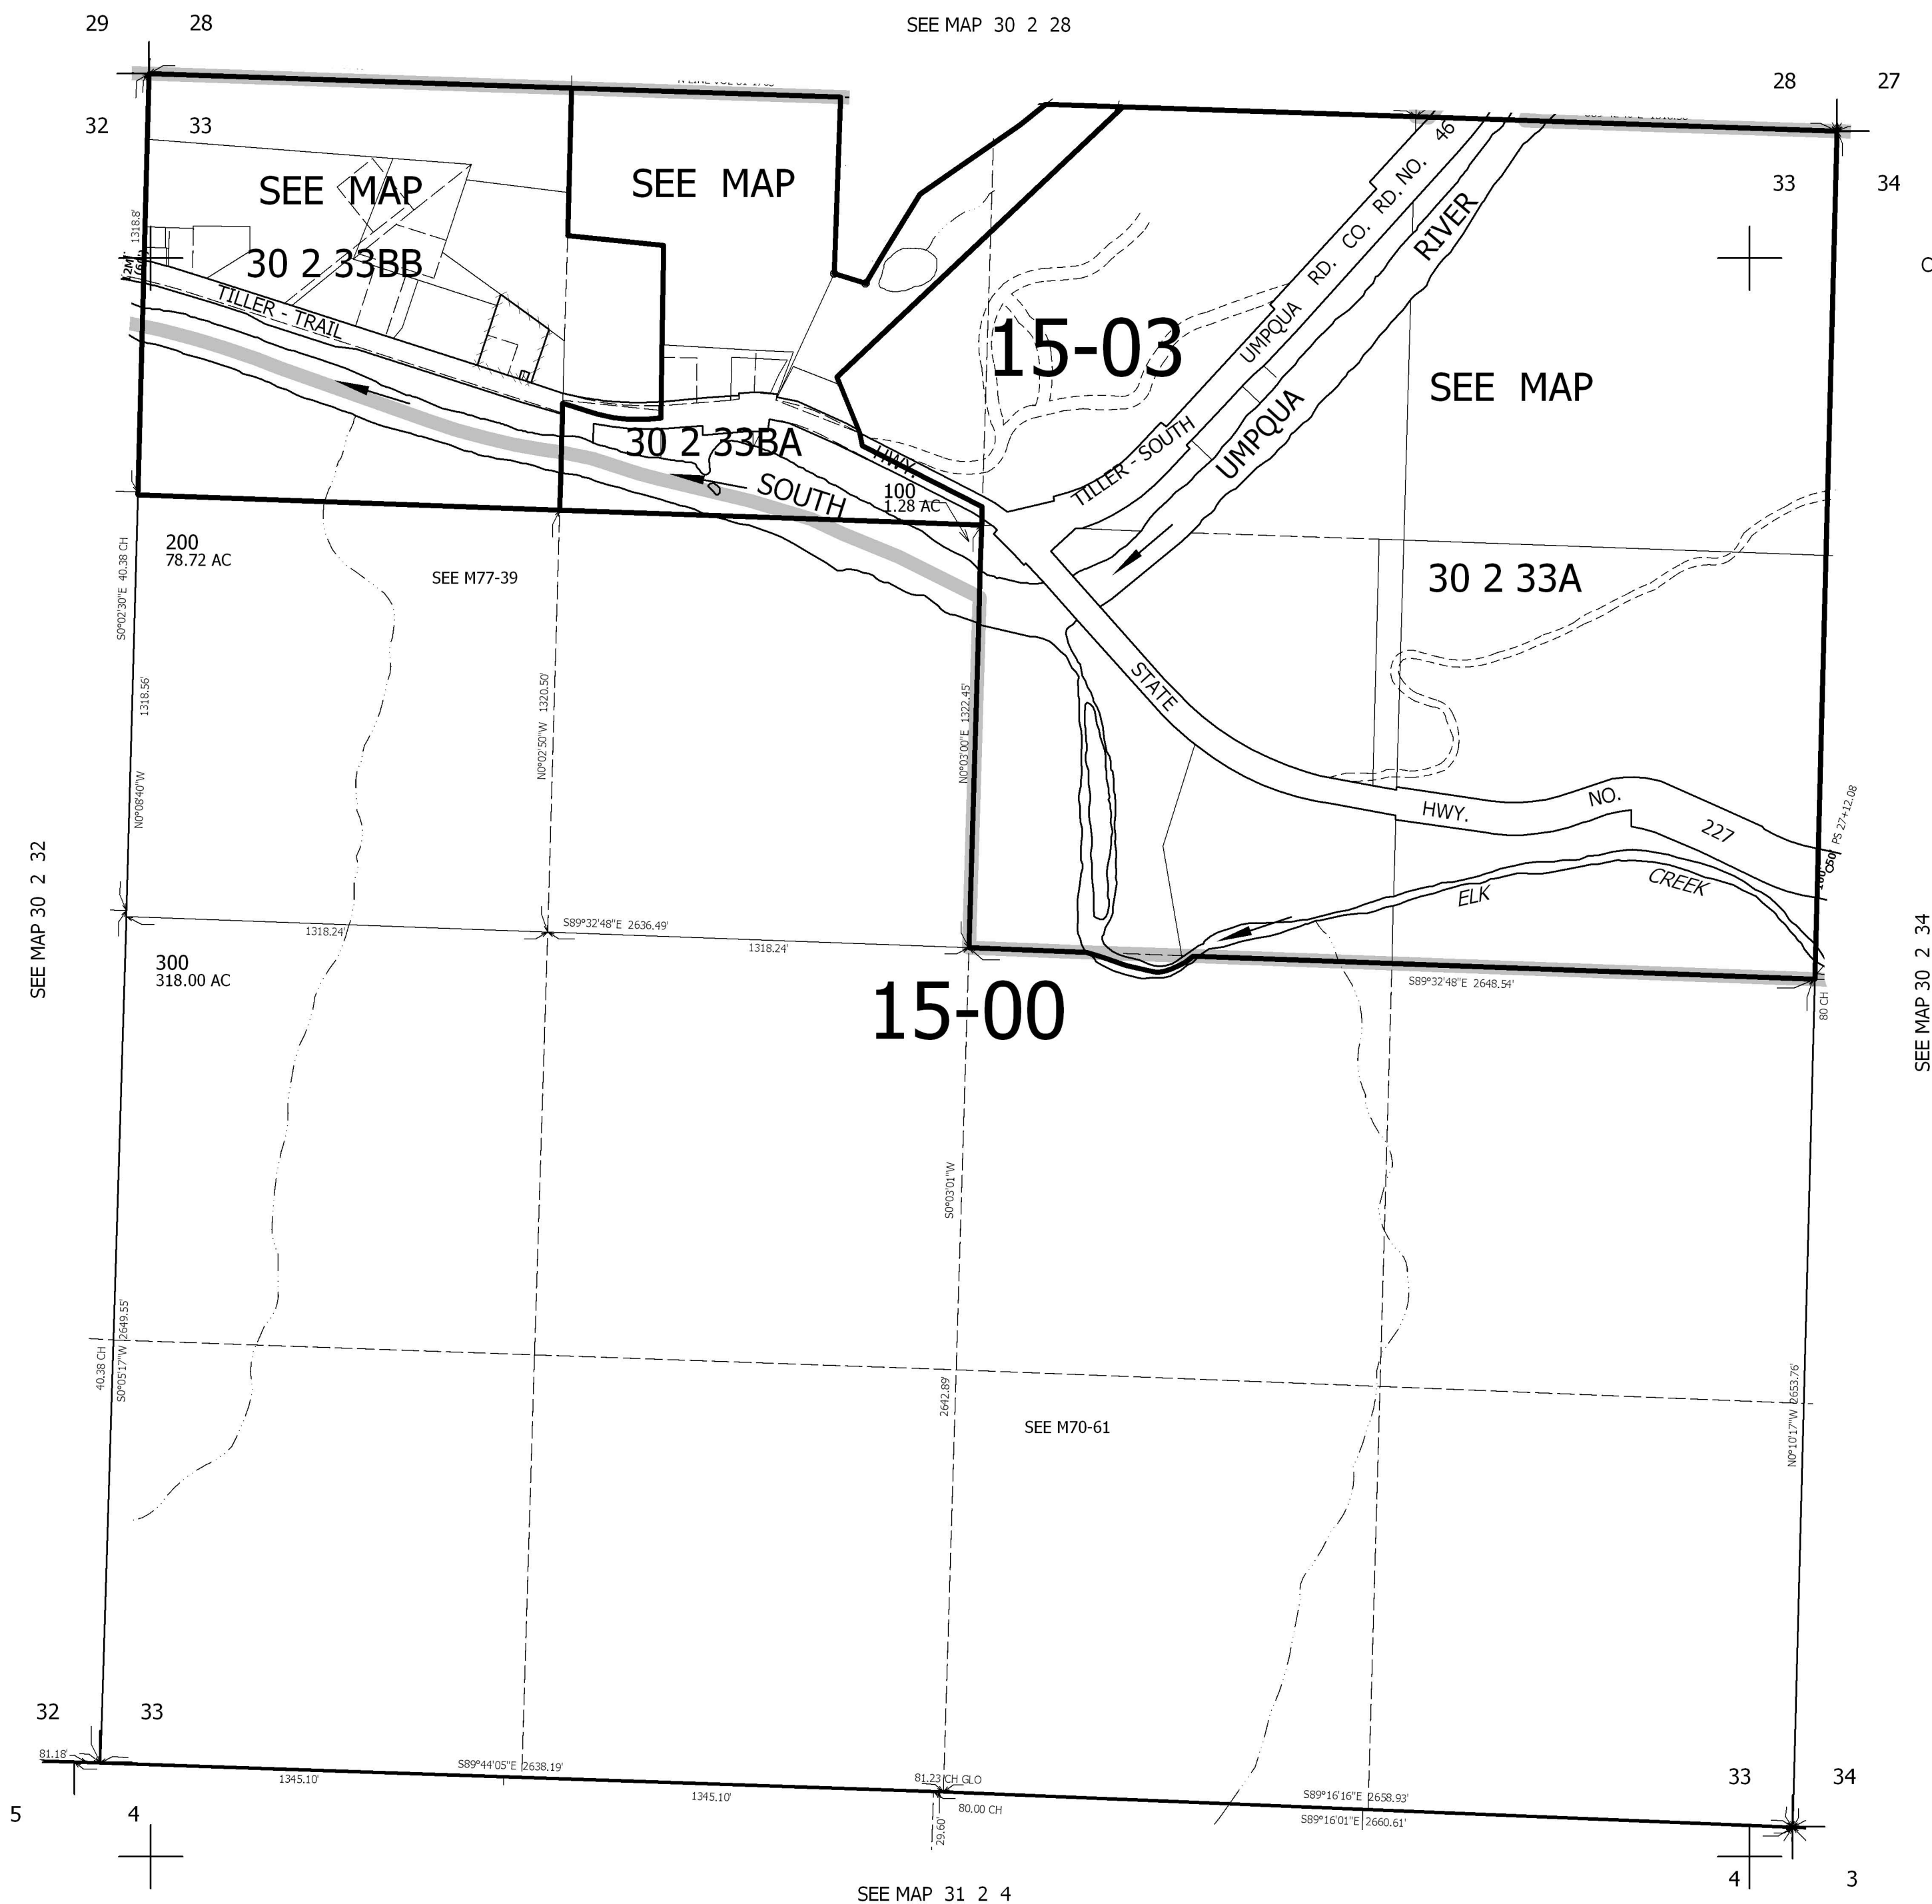 29 28
SEE MAP 30 2 28
28 27
32 33
33 34
SEE MAP
30 2 33BB
SEE MAP
30 2 33BA
15-03
SEE MAP
30 2 33A
TILLER - TRAIL
HWY.
SOUTH
UMPQUA
RIVER
TILLER - SOUTH
UMPQUA RD. CO. RD. NO. 46
1318.8'
100
1.28 AC
200
78.72 AC
SEE M77-39
S0°02'30"E 40.38 CH
1318.56'
N0°08'40"W
N0°02'50"W 1320.50'
N0°03'00"E 1322.45'
STATE
HWY.
NO.
227
PS 27+12.08
ELK
CREEK
SEE MAP 30 2 32
SEE MAP 30 2 34
1318.24'
S89°32'48"E 2636.49'
1318.24'
S89°32'48"E 2648.54'
80 CH
300
318.00 AC
15-00
S0°03'01"W
2642.89'
40.38 CH
S0°05'17"W 2649.55'
SEE M70-61
N0°10'17"W 2653.76'
32 33
33 34
81.18'
1345.10'
S89°44'05"E 2638.19'
1345.10'
81.23 CH GLO
80.00 CH
29.60'
S89°16'16"E 2658.93'
S89°16'01"E 2660.61'
5 4
4 3
SEE MAP 31 2 4